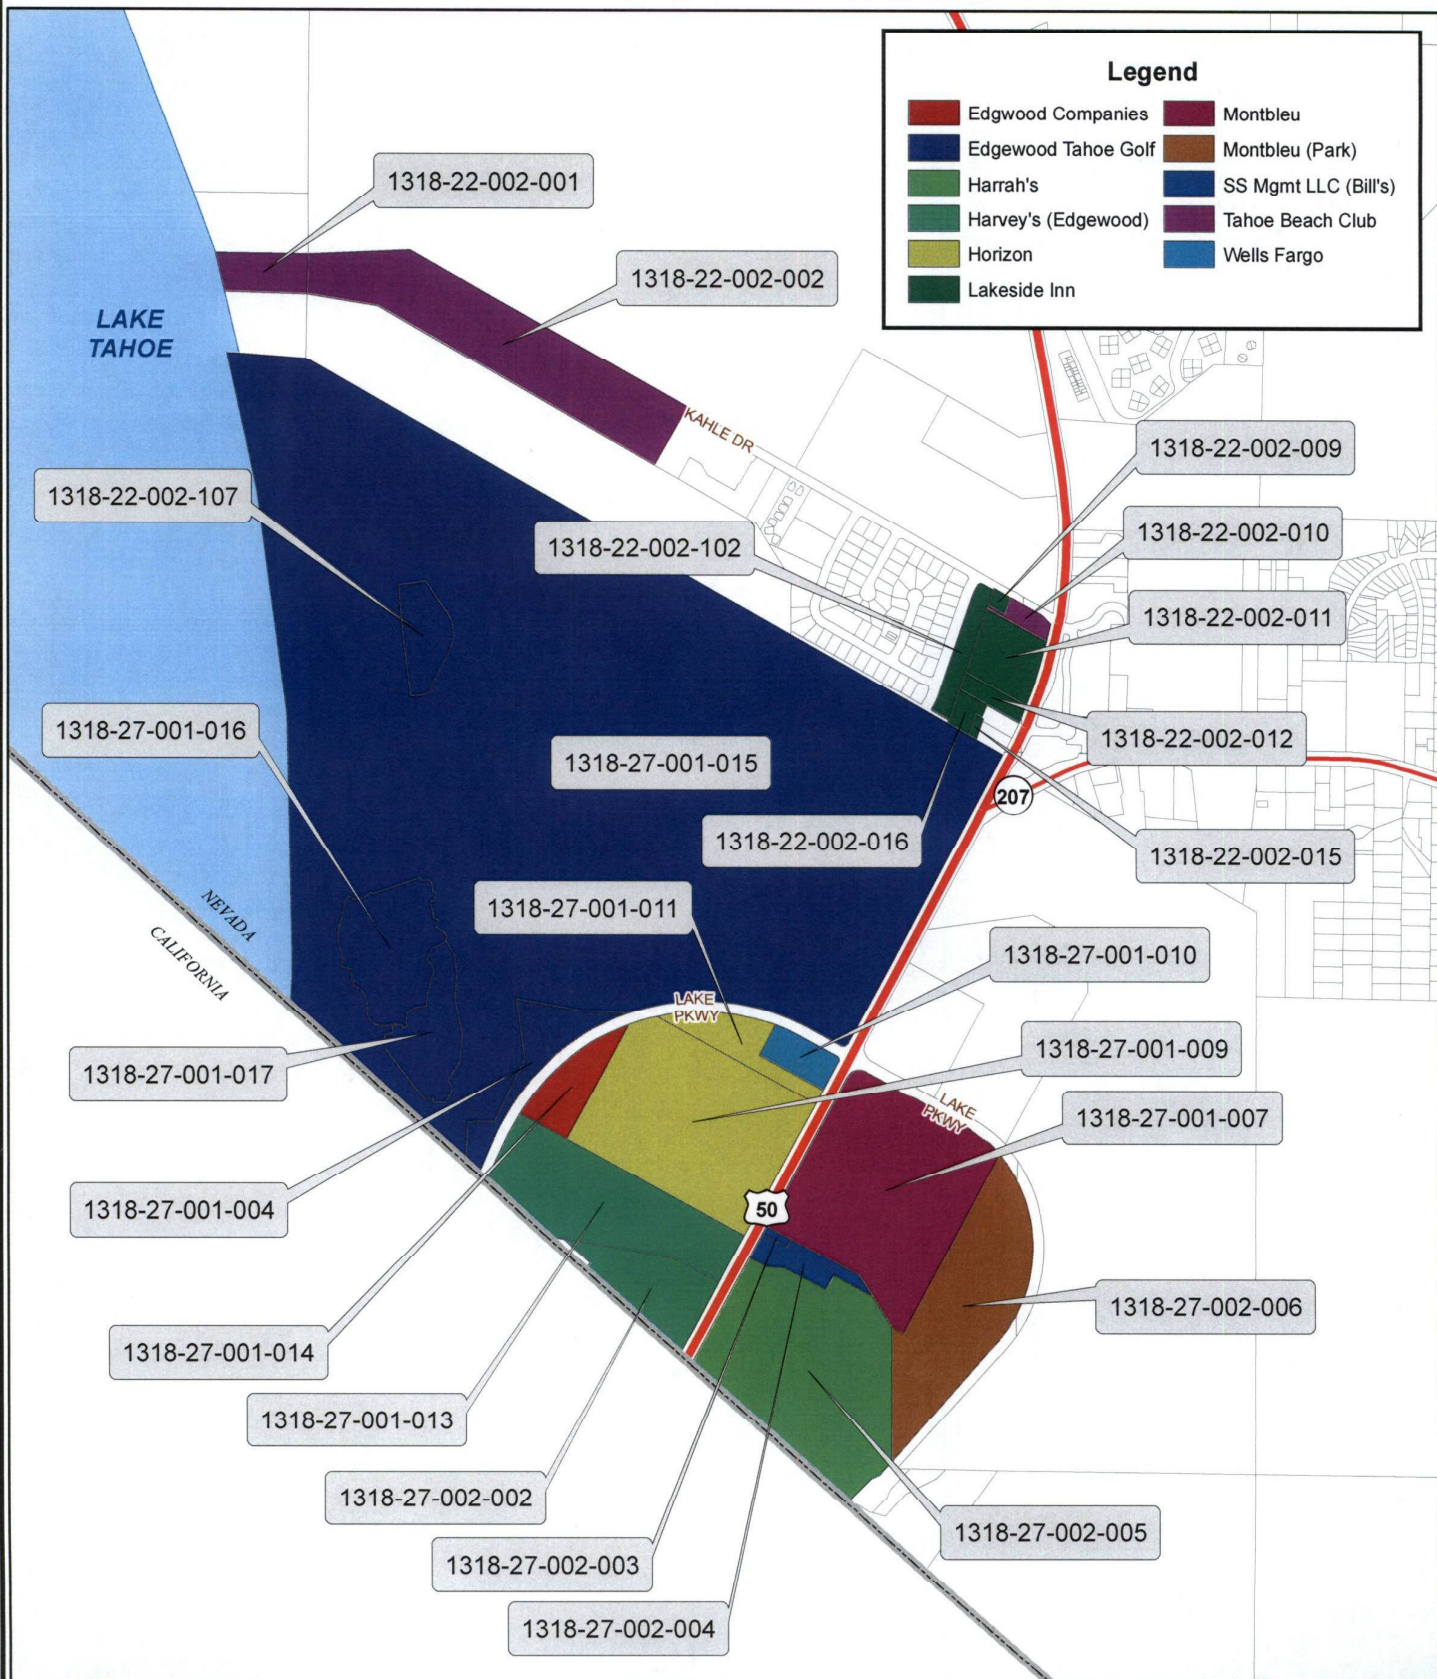 Legend
Edgwood Companies
Edgewood Tahoe Golf
Harrah's
Harvey's (Edgewood)
Horizon
Lakeside Inn
Montbleu
Montbleu (Park)
SS Mgmt LLC (Bill's)
Tahoe Beach Club
Wells Fargo
1318-22-002-001
1318-22-002-002
LAKE
TAHOE
KAHLE DR
1318-22-002-009
1318-22-002-107
1318-22-002-010
1318-22-002-102
1318-22-002-011
1318-27-001-016
1318-22-002-012
1318-27-001-015
207
1318-22-002-016
1318-22-002-015
NEVADA
CALIFORNIA
1318-27-001-011
1318-27-001-010
LAKE
PKWY
1318-27-001-009
1318-27-001-017
LAKE
PKWY
1318-27-001-007
1318-27-001-004
50
1318-27-002-006
1318-27-001-014
1318-27-001-013
1318-27-002-002
1318-27-002-005
1318-27-002-003
1318-27-002-004